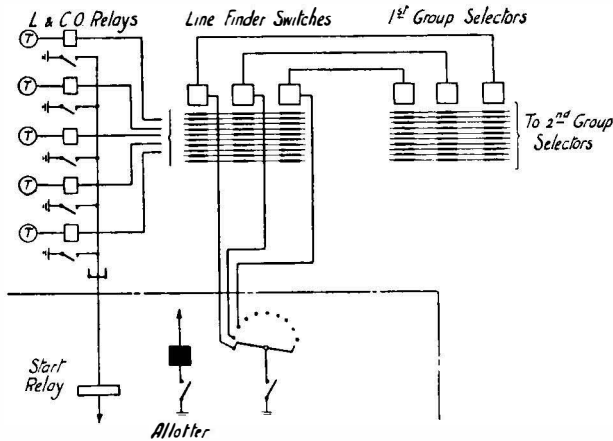 L & C O Relays
Line Finder Switches
1st Group Selectors
T
T
T
T
T
To 2nd Group
Selectors
Start
Relay
Allotter